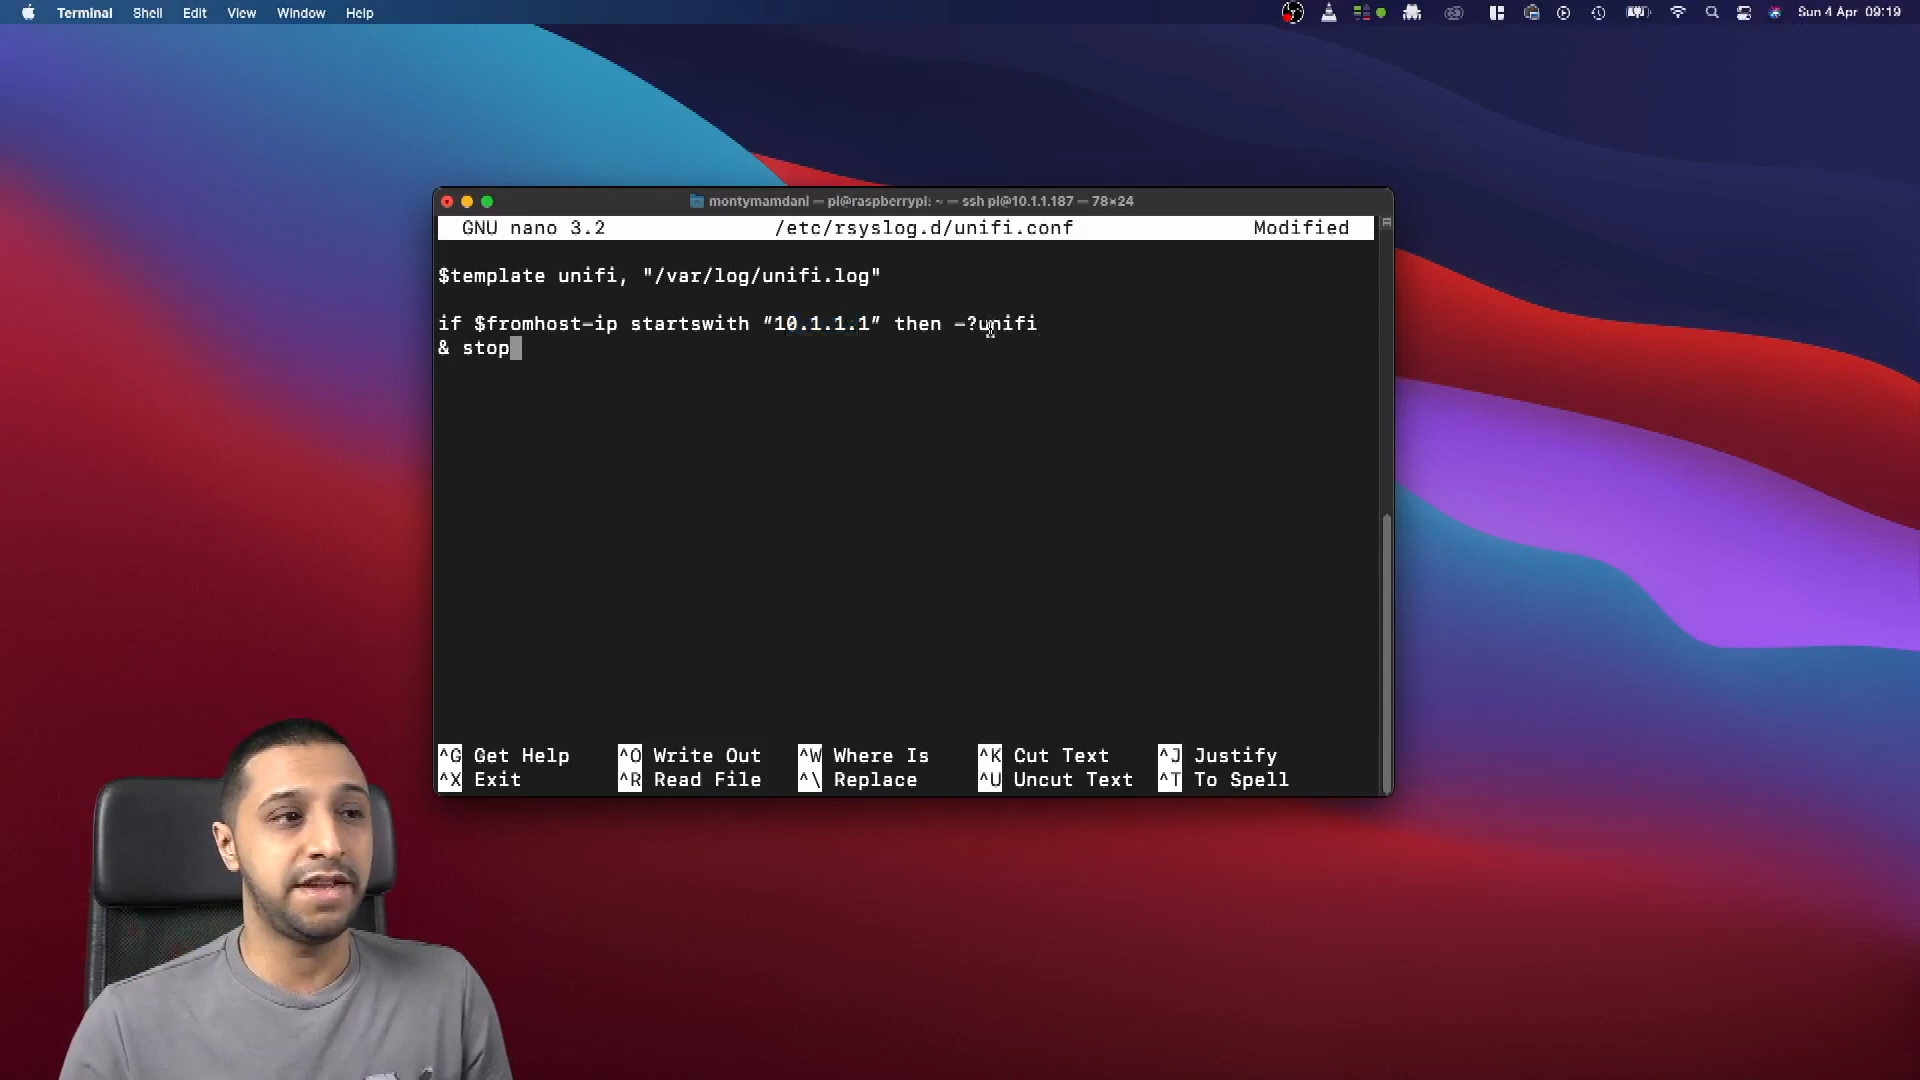 Terminal Shell Edit View Window Help Sun 4 Apr 09:19
montymamdani — pi@raspberrypi: ~ — ssh pi@10.1.1.187 — 78×24
GNU nano 3.2 /etc/rsyslog.d/unifi.conf Modified
$template unifi, "/var/log/unifi.log"
if $fromhost-ip startswith “10.1.1.1” then -?unifi
& stop
^G Get Help ^O Write Out ^W Where Is ^K Cut Text ^J Justify
^X Exit ^R Read File ^\ Replace ^U Uncut Text ^T To Spell